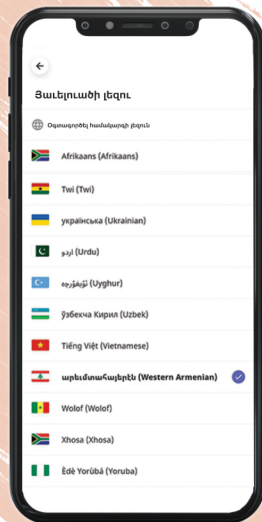 Յաւելուածի լեզու
Օգտագործել համակարգի լեզուն
Afrikaans (Afrikaans)
Twi (Twi)
українська (Ukrainian)
اردو (Urdu)
ئۇيغۇرچە (Uyghur)
ўзбекча Кирил (Uzbek)
Tiếng Việt (Vietnamese)
արեւմտահայերէն (Western Armenian)
Wolof (Wolof)
Xhosa (Xhosa)
Èdè Yorùbá (Yoruba)